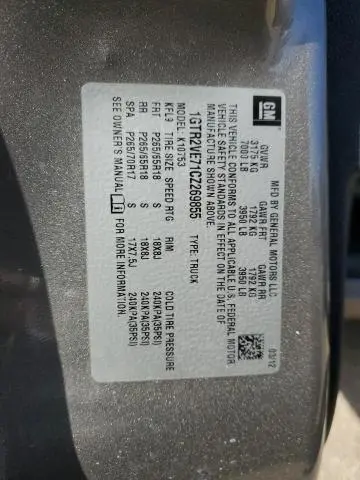 GM
MFD BY GENERAL MOTORS LLC 03/12
GVWR GAWR FRT GAWR RR
3175 KG 1792 KG 1792 KG
7000 LB 3950 LB 3950 LB
THIS VEHICLE CONFORMS TO ALL APPLICABLE U.S. FEDERAL MOTOR
VEHICLE SAFETY STANDARDS IN EFFECT ON THE DATE OF
MANUFACTURE SHOWN ABOVE.
1GTR2VE71CZ269855 TYPE: TRUCK
MODEL: K10753
KFL9 TIRE SIZE SPEED RTG RIM COLD TIRE PRESSURE
FRT P265/65R18 S 18X8J 240KPA(35PSI)
RR P265/65R18 S 18X8J 240KPA(35PSI)
SPA P265/70R17 S 17X7.5J 240KPA(35PSI)
SEE OWNER'S MANUAL i FOR MORE INFORMATION.